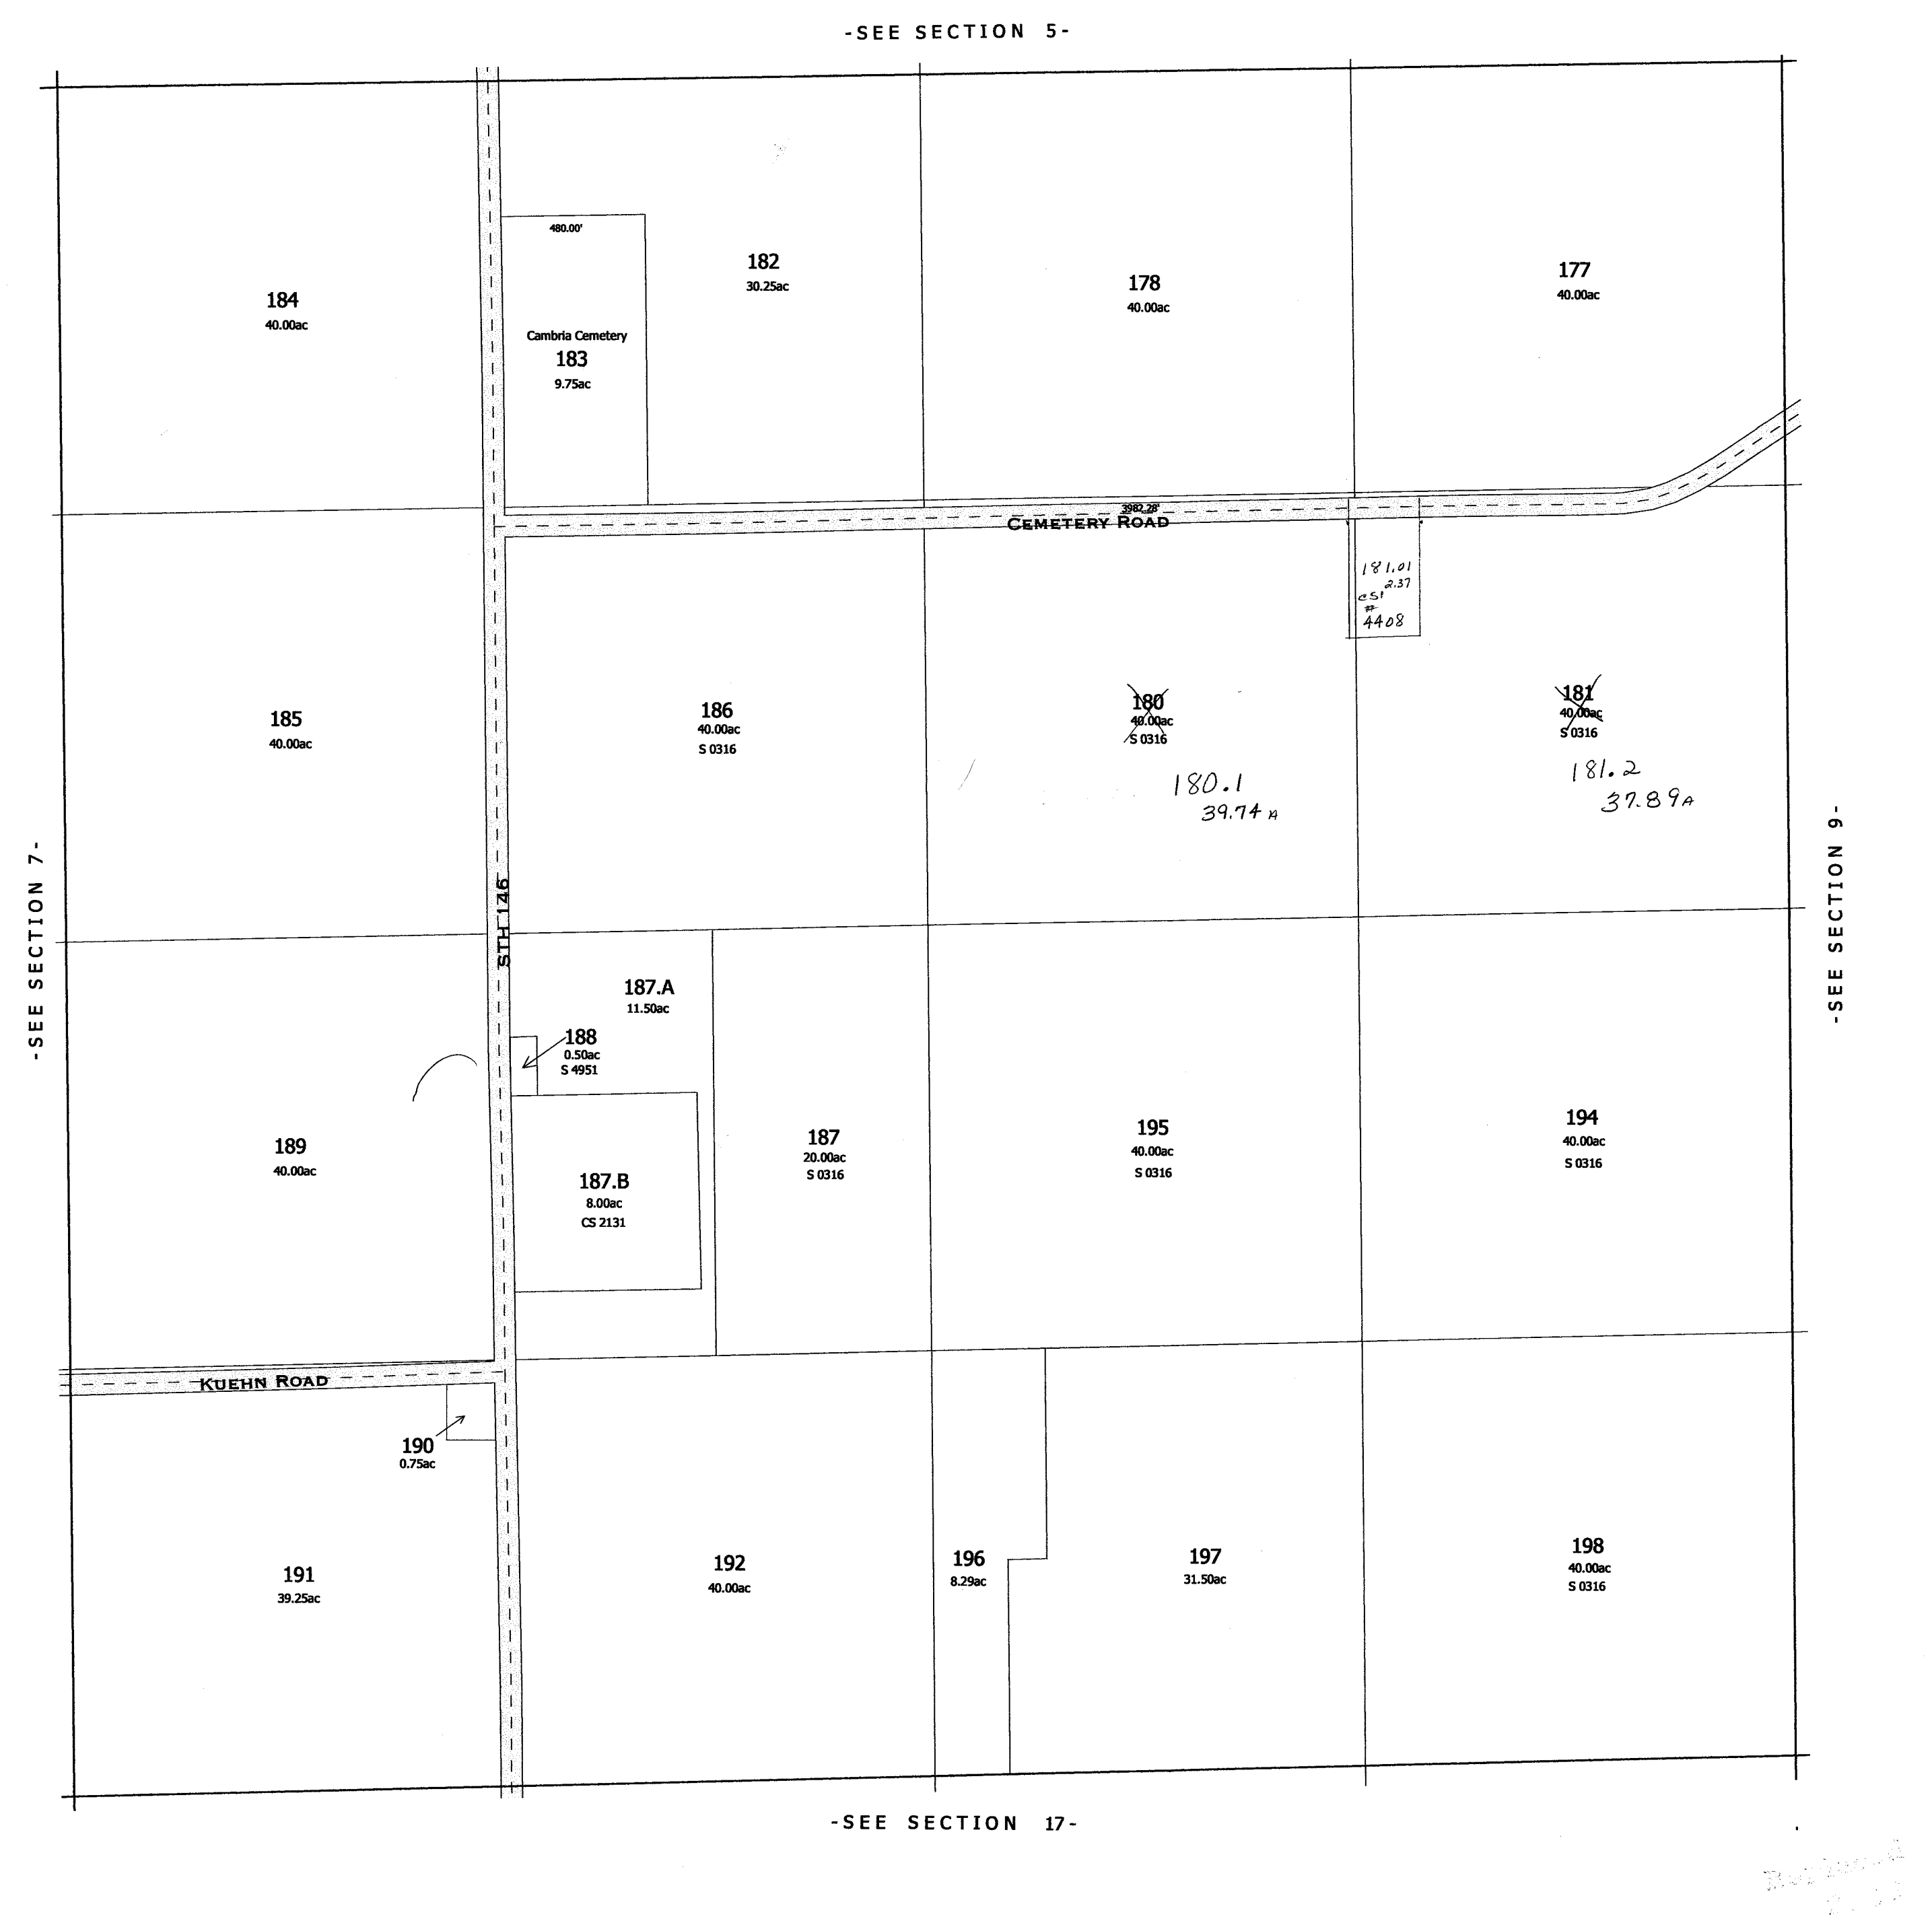 -SEE SECTION 5-
480.00'
182
30.25ac
177
40.00ac
178
40.00ac
184
40.00ac
Cambria Cemetery
183
9.75ac
3982.28'
CEMETERY ROAD
181.01
2.37
CSI
#
4408
185
40.00ac
186
40.00ac
S 0316
180
40.00ac
S 0316
181
40.00ac
S 0316
180.1
39.74 A
181.2
37.89 A
-SEE SECTION 7-
-SEE SECTION 9-
STH 146
187.A
11.50ac
188
0.50ac
S 4951
189
40.00ac
187.B
8.00ac
CS 2131
187
20.00ac
S 0316
195
40.00ac
S 0316
194
40.00ac
S 0316
KUEHN ROAD
190
0.75ac
191
39.25ac
192
40.00ac
196
8.29ac
197
31.50ac
198
40.00ac
S 0316
-SEE SECTION 17-